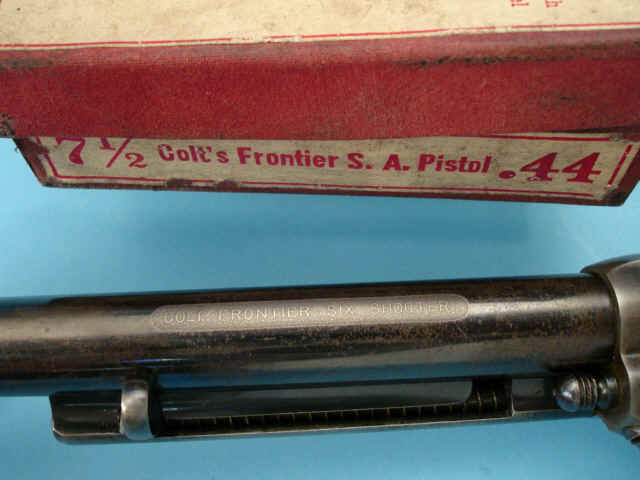 7½ Colt's Frontier S. A. Pistol .44
COLT FRONTIER SIX SHOOTER